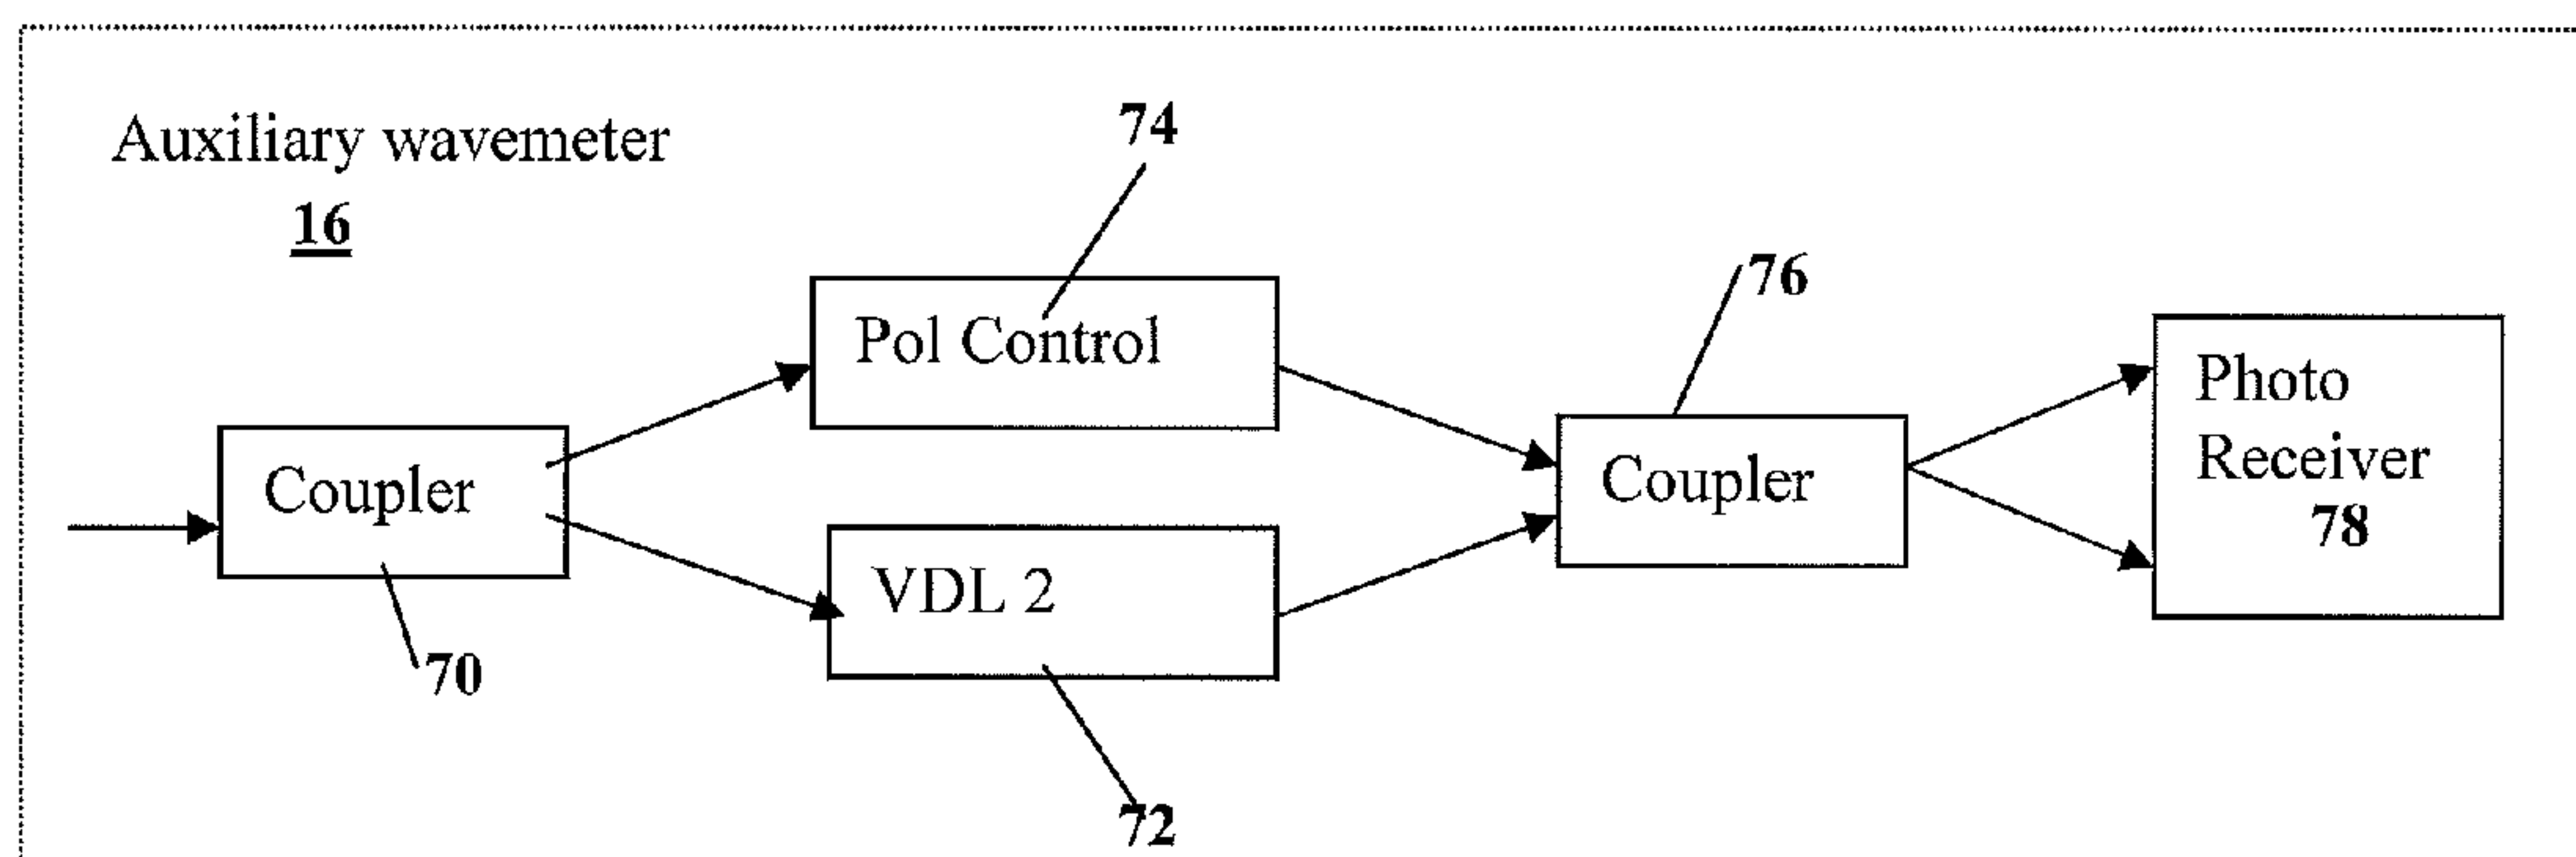 Auxiliary wavemeter
16
74
Pol Control
76
Coupler
70
VDL 2
72
Coupler
Photo
Receiver
78